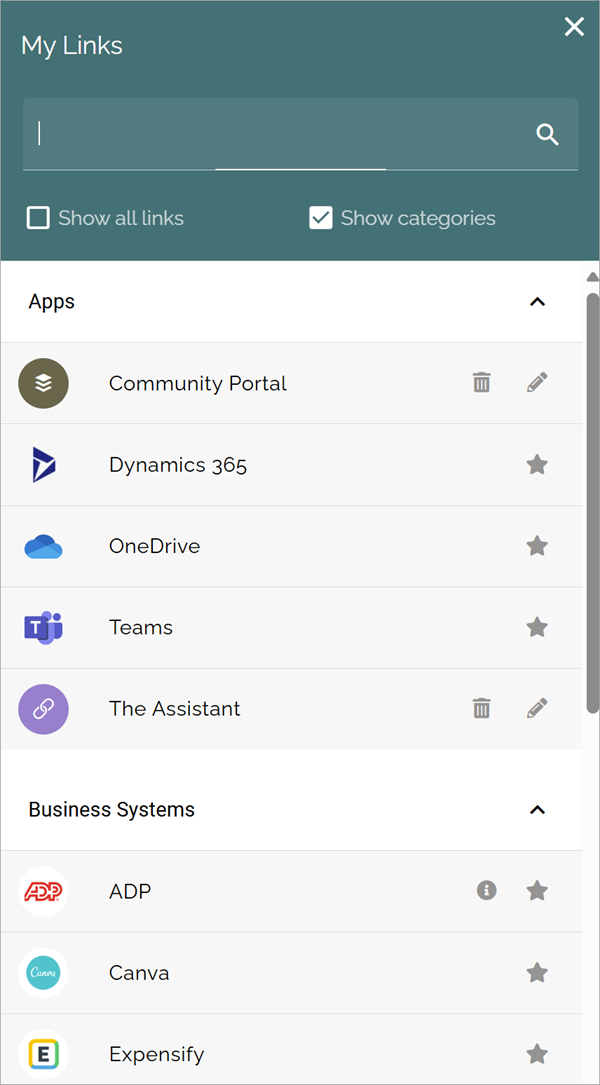 My Links
Show all links
Show categories
Apps
Community Portal
Dynamics 365
OneDrive
T
Teams
The Assistant
Business Systems
ADP
ADP
Canva
Canva
E
Expensify